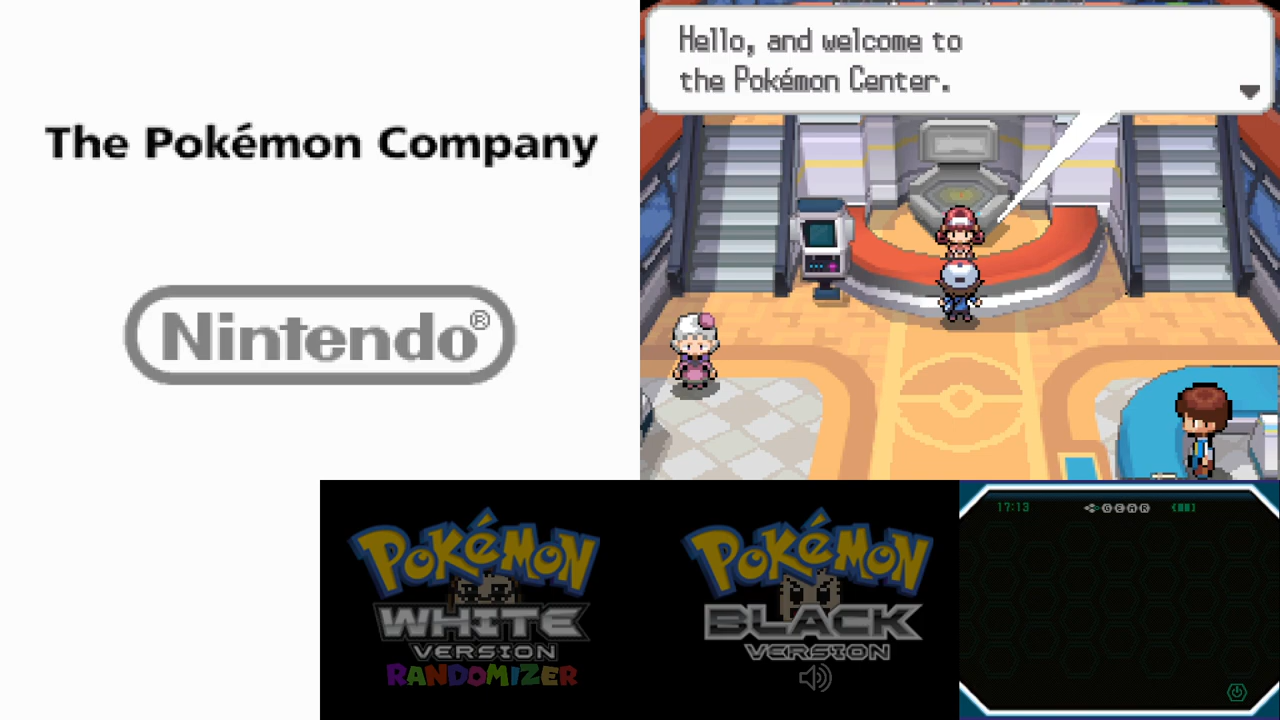 The Pokémon Company
Nintendo®
Hello, and welcome to
the Pokémon Center.
POKéMON
WHITE
VERSION
RANDOMIZER
POKéMON
BLACK
VERSION
17:13
C GEAR